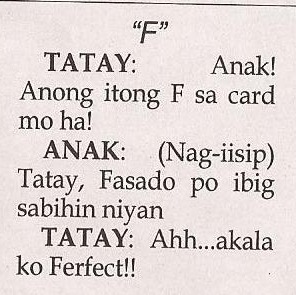 “F”
TATAY: Anak!
Anong itong F sa card
mo ha!
ANAK: (Nag-iisip)
Tatay, Fasado po ibig
sabihin niyan
TATAY: Ahh...akala
ko Ferfect!!